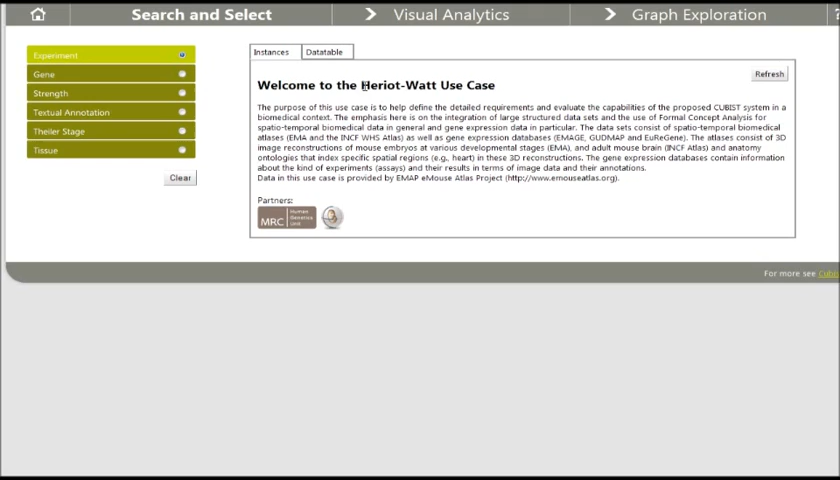 Search and Select Visual Analytics Graph Exploration ?
Experiment
Gene
Strength
Textual Annotation
Theiler Stage
Tissue
Clear
Instances Datatable
Refresh
Welcome to the Heriot-Watt Use Case
The purpose of this use case is to help define the detailed requirements and evaluate the capabilities of the proposed CUBIST system in a
biomedical context. The emphasis here is on the integration of large structured data sets and the use of Formal Concept Analysis for
spatio-temporal biomedical data in general and gene expression data in particular. The data sets consist of spatio-temporal biomedical
atlases (EMA and the INCF WHS Atlas) as well as gene expression databases (EMAGE, GUDMAP and EuReGene). The atlases consist of 3D
image reconstructions of mouse embryos at various developmental stages (EMA), and adult mouse brain (INCF Atlas) and anatomy
ontologies that index specific spatial regions (e.g., heart) in these 3D reconstructions. The gene expression databases contain information
about the kind of experiments (assays) and their results in terms of image data and their annotations.
Data in this use case is provided by EMAP eMouse Atlas Project (http://www.emouseatlas.org).
Partners:
MRC Human
Genetics
Unit
For more see Cubi